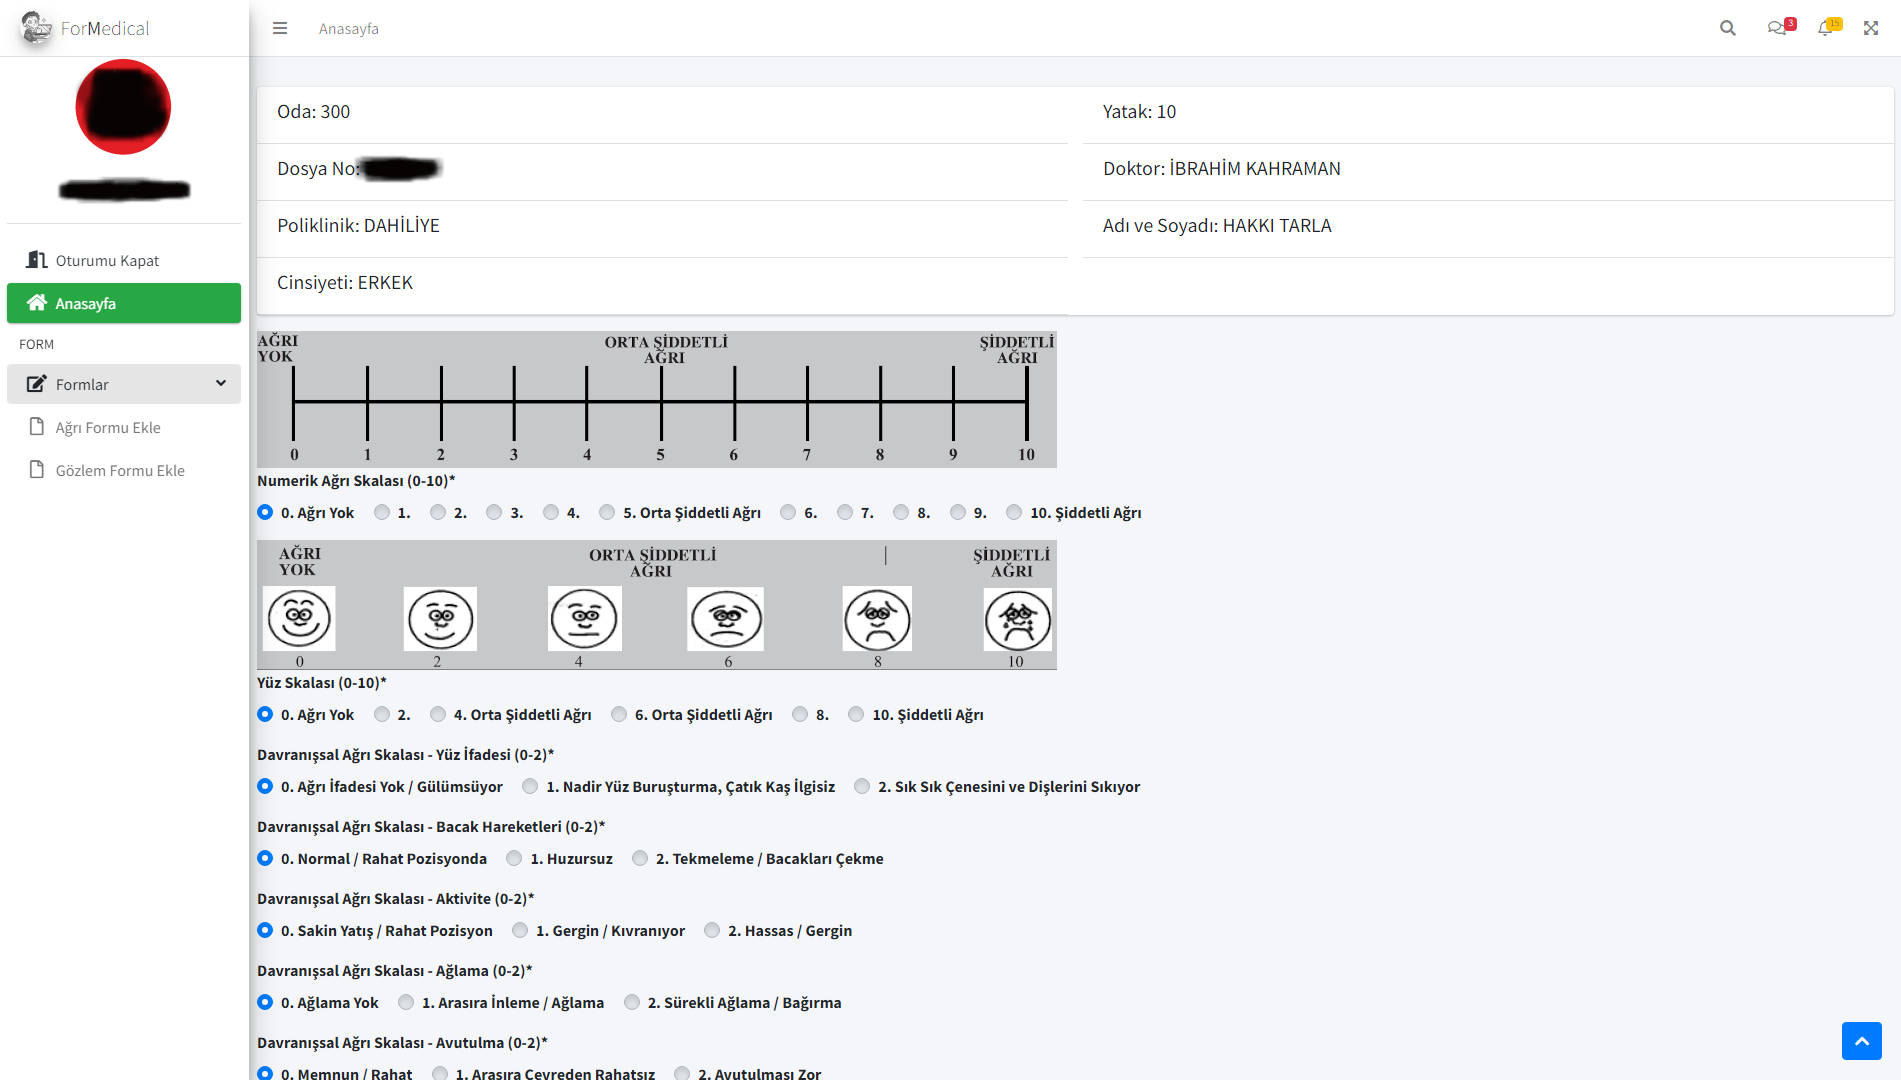 ForMedical
Anasayfa
3
15
Oturumu Kapat
Anasayfa
FORM
Formlar
Ağrı Formu Ekle
Gözlem Formu Ekle
Oda: 300
Yatak: 10
Dosya No:
Doktor: İBRAHİM KAHRAMAN
Poliklinik: DAHİLİYE
Adı ve Soyadı: HAKKI TARLA
Cinsiyeti: ERKEK
AĞRI YOK
ORTA ŞİDDETLİ AĞRI
ŞİDDETLİ AĞRI
0 1 2 3 4 5 6 7 8 9 10
Numerik Ağrı Skalası (0-10)*
0. Ağrı Yok 1. 2. 3. 4. 5. Orta Şiddetli Ağrı 6. 7. 8. 9. 10. Şiddetli Ağrı
AĞRI YOK
ORTA ŞİDDETLİ AĞRI
ŞİDDETLİ AĞRI
0 2 4 6 8 10
Yüz Skalası (0-10)*
0. Ağrı Yok 2. 4. Orta Şiddetli Ağrı 6. Orta Şiddetli Ağrı 8. 10. Şiddetli Ağrı
Davranışsal Ağrı Skalası - Yüz İfadesi (0-2)*
0. Ağrı İfadesi Yok / Gülümsüyor 1. Nadir Yüz Buruşturma, Çatık Kaş İlgisiz 2. Sık Sık Çenesini ve Dişlerini Sıkıyor
Davranışsal Ağrı Skalası - Bacak Hareketleri (0-2)*
0. Normal / Rahat Pozisyonda 1. Huzursuz 2. Tekmeleme / Bacakları Çekme
Davranışsal Ağrı Skalası - Aktivite (0-2)*
0. Sakin Yatış / Rahat Pozisyon 1. Gergin / Kıvranıyor 2. Hassas / Gergin
Davranışsal Ağrı Skalası - Ağlama (0-2)*
0. Ağlama Yok 1. Arasıra İnleme / Ağlama 2. Sürekli Ağlama / Bağırma
Davranışsal Ağrı Skalası - Avutulma (0-2)*
0. Memnun / Rahat 1. Arasıra Çevreden Rahatsız 2. Avutulması Zor